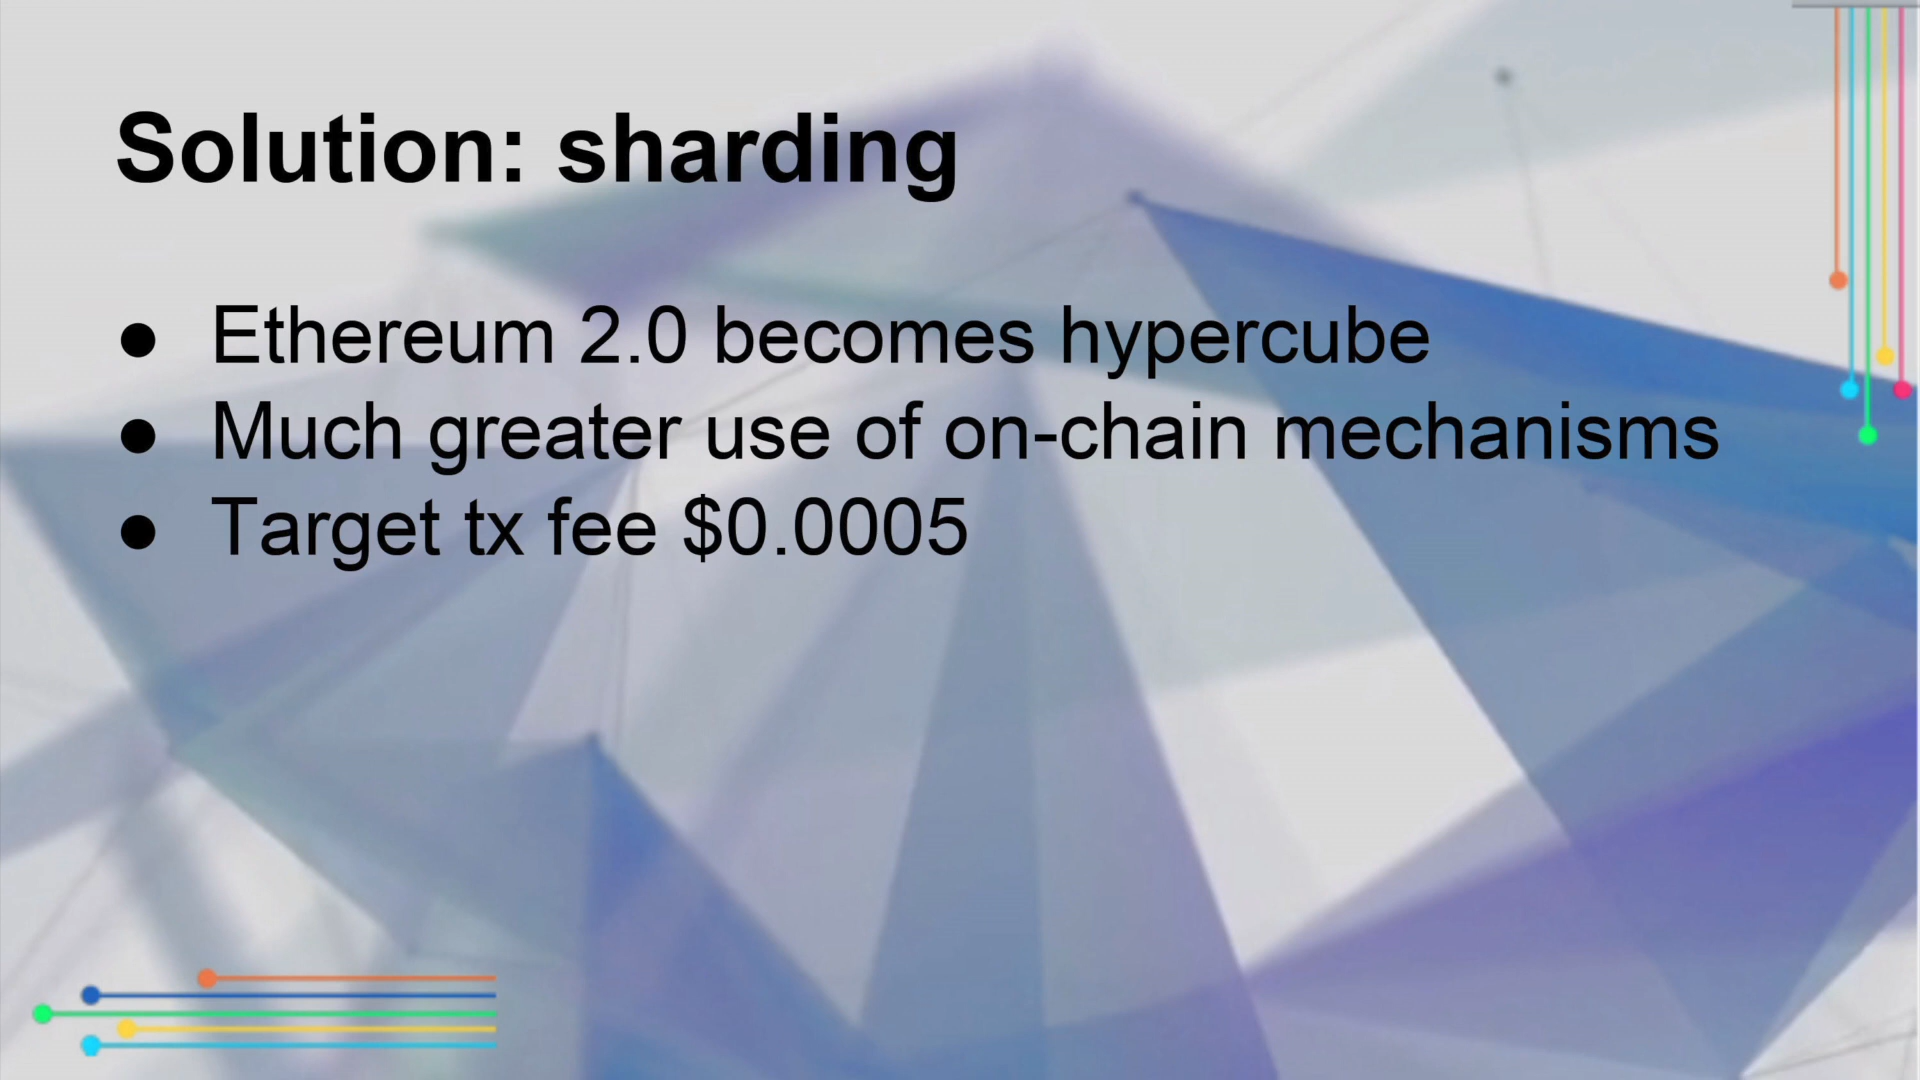 Solution: sharding
● Ethereum 2.0 becomes hypercube
● Much greater use of on-chain mechanisms
● Target tx fee $0.0005